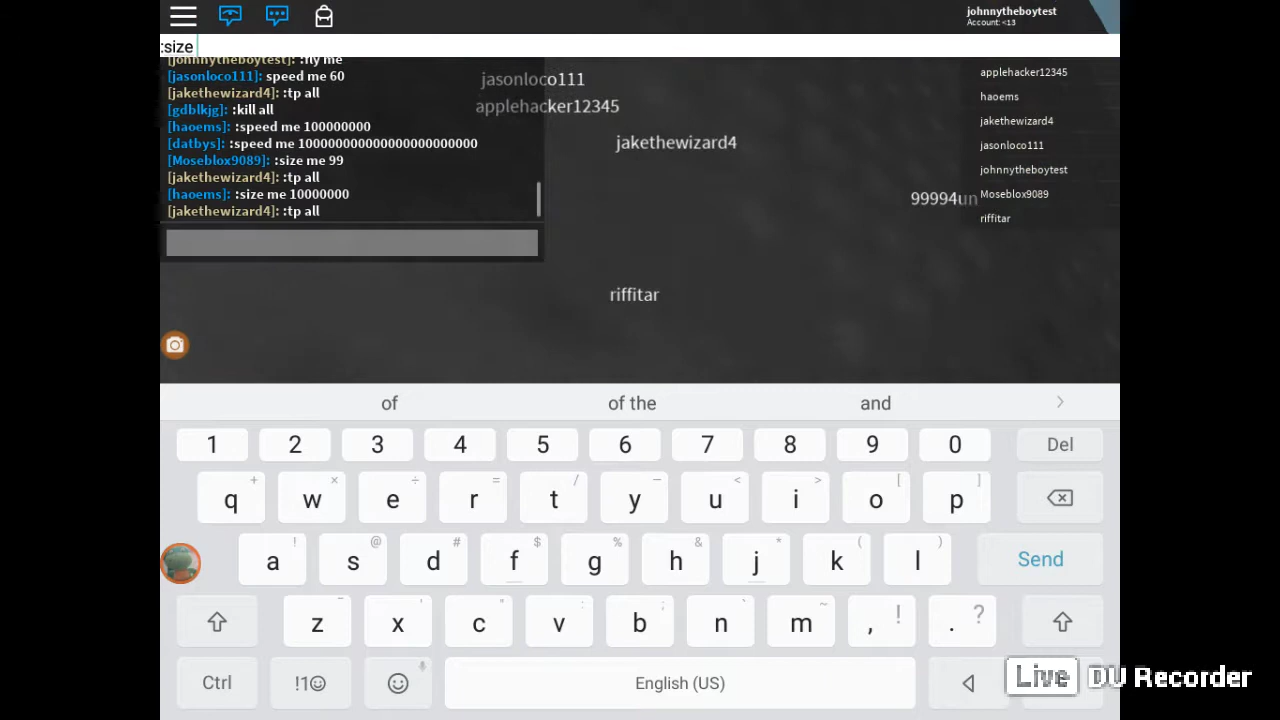 johnnytheboytest
Account: <13
:size
[johnnytheboytest]: :fly me
[jasonloco111]: speed me 60
[jakethewizard4]: :tp all
[gdblkjg]: :kill all
[haoems]: :speed me 100000000
[datbys]: :speed me 100000000000000000000000
[Moseblox9089]: :size me 99
[jakethewizard4]: :tp all
[haoems]: :size me 10000000
[jakethewizard4]: :tp all
jasonloco111
applehacker12345
jakethewizard4
99994un
riffitar
applehacker12345
haoems
jakethewizard4
jasonloco111
johnnytheboytest
Moseblox9089
riffitar
of of the and
1 2 3 4 5 6 7 8 9 0 Del
+ × ÷ = / _ < > [ ]
q w e r t y u i o p
! @ # $ % & * ( )
a s d f g h j k l Send
- ' " : ; ` ~ ! ?
z x c v b n m , .
Ctrl !1☺ English (US)
Live DU Recorder